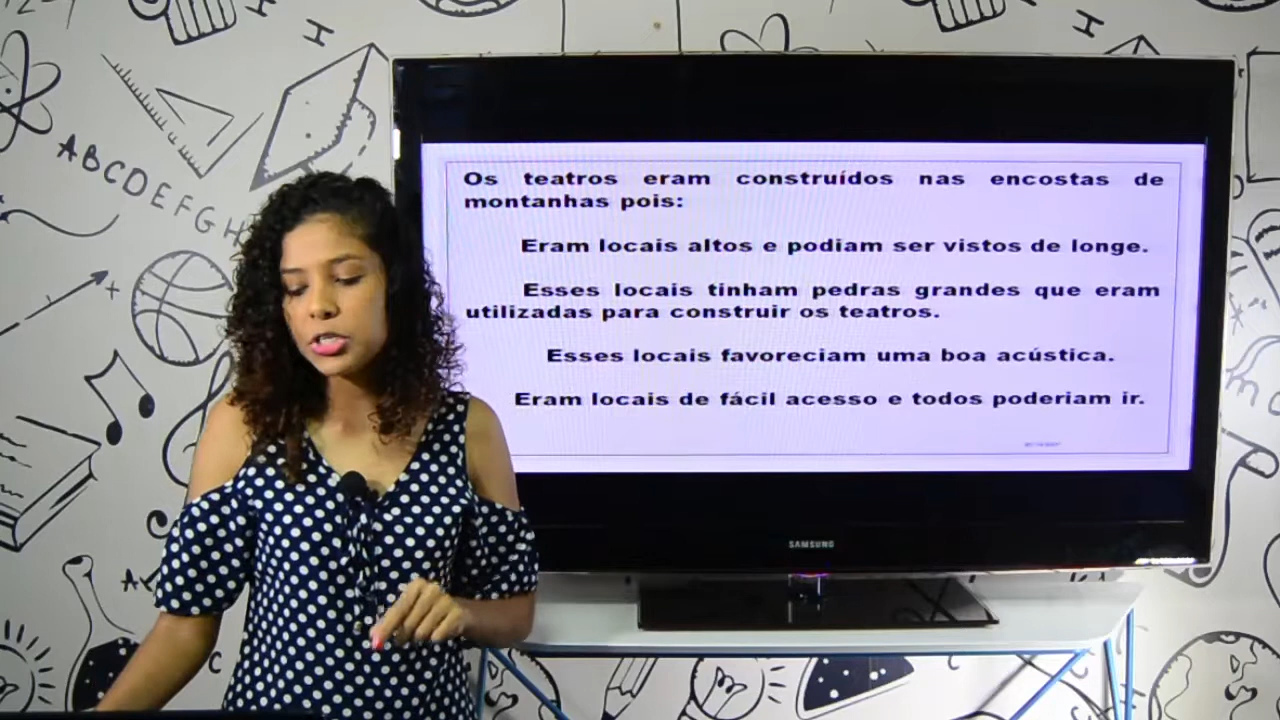 Os teatros eram construídos nas encostas de
montanhas pois:
Eram locais altos e podiam ser vistos de longe.
Esses locais tinham pedras grandes que eram
utilizadas para construir os teatros.
Esses locais favoreciam uma boa acústica.
Eram locais de fácil acesso e todos poderiam ir.
SAMSUNG
ABCDEFGH